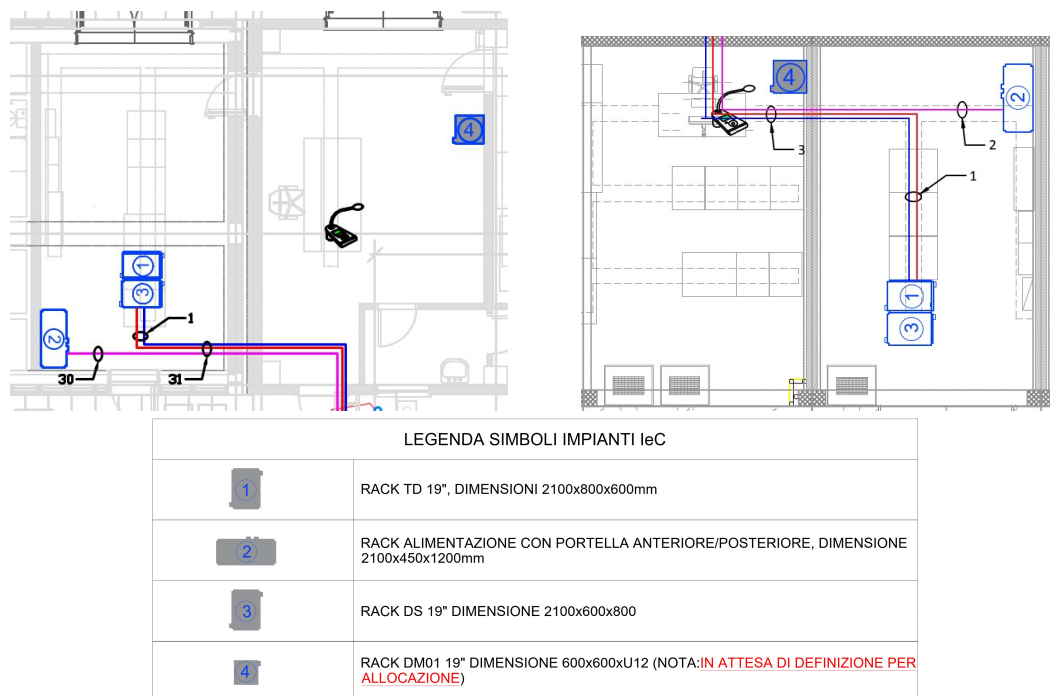 4
1
3
2
1
30
31
4
2
3
2
1
1
3
LEGENDA SIMBOLI IMPIANTI IeC
1
RACK TD 19", DIMENSIONI 2100x800x600mm
2
RACK ALIMENTAZIONE CON PORTELLA ANTERIORE/POSTERIORE, DIMENSIONE
2100x450x1200mm
3
RACK DS 19" DIMENSIONE 2100x600x800
4
RACK DM01 19" DIMENSIONE 600x600xU12 (NOTA:IN ATTESA DI DEFINIZIONE PER
ALLOCAZIONE)